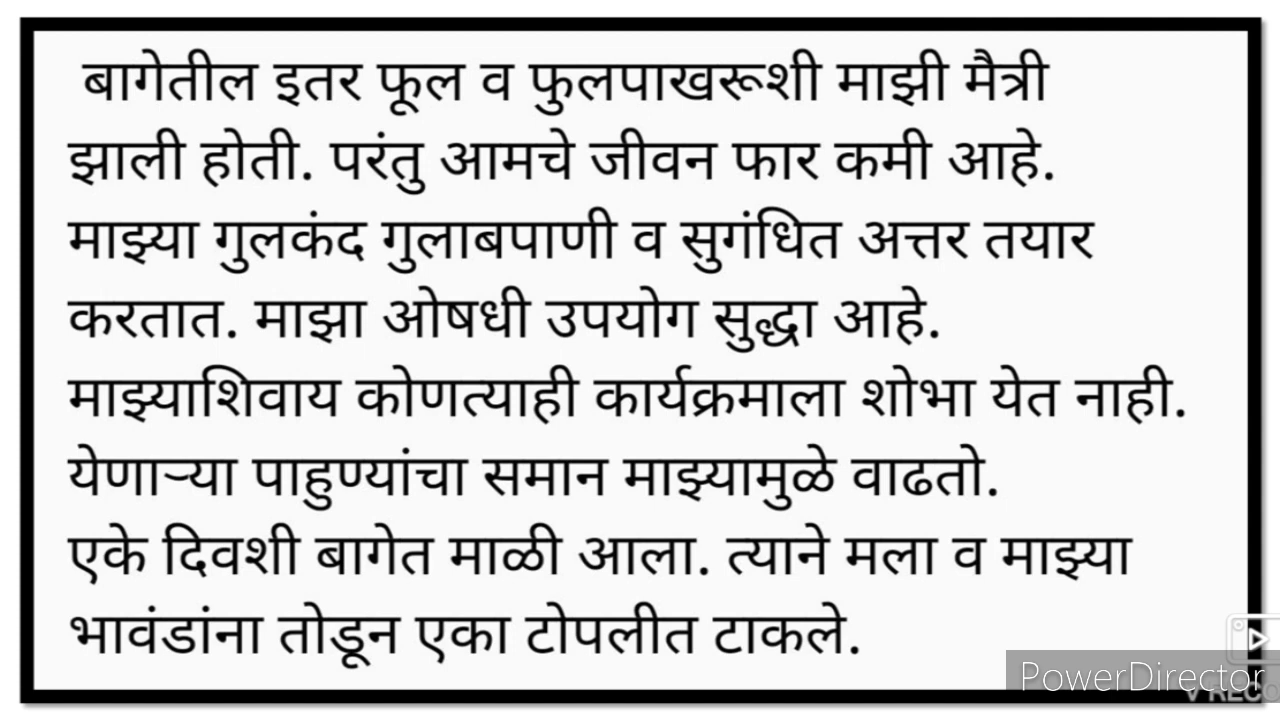 बागेतील इतर फूल व फुलपाखरूशी माझी मैत्री
झाली होती. परंतु आमचे जीवन फार कमी आहे.
माझ्या गुलकंद गुलाबपाणी व सुगंधित अत्तर तयार
करतात. माझा ओषधी उपयोग सुद्धा आहे.
माझ्याशिवाय कोणत्याही कार्यक्रमाला शोभा येत नाही.
येणाऱ्या पाहुण्यांचा समान माझ्यामुळे वाढतो.
एके दिवशी बागेत माळी आला. त्याने मला व माझ्या
भावंडांना तोडून एका टोपलीत टाकले.
PowerDirector